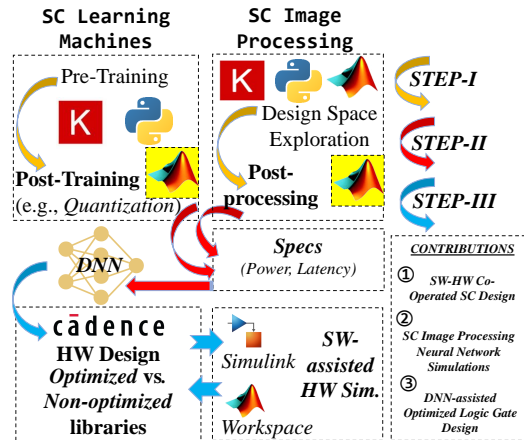 SC Learning
Machines
Pre-Training
K
Post-Training
(e.g., Quantization)
SC Image
Processing
K
Design Space
Exploration
Post-
processing
STEP-I
STEP-II
STEP-III
DNN
Specs
(Power, Latency)
cādence
HW Design
Optimized vs.
Non-optimized
libraries
Simulink
Workspace
SW-
assisted
HW Sim.
CONTRIBUTIONS
①
SW-HW Co-
Operated SC Design
②
SC Image Processing
Neural Network
Simulations
③
DNN-assisted
Optimized Logic Gate
Design